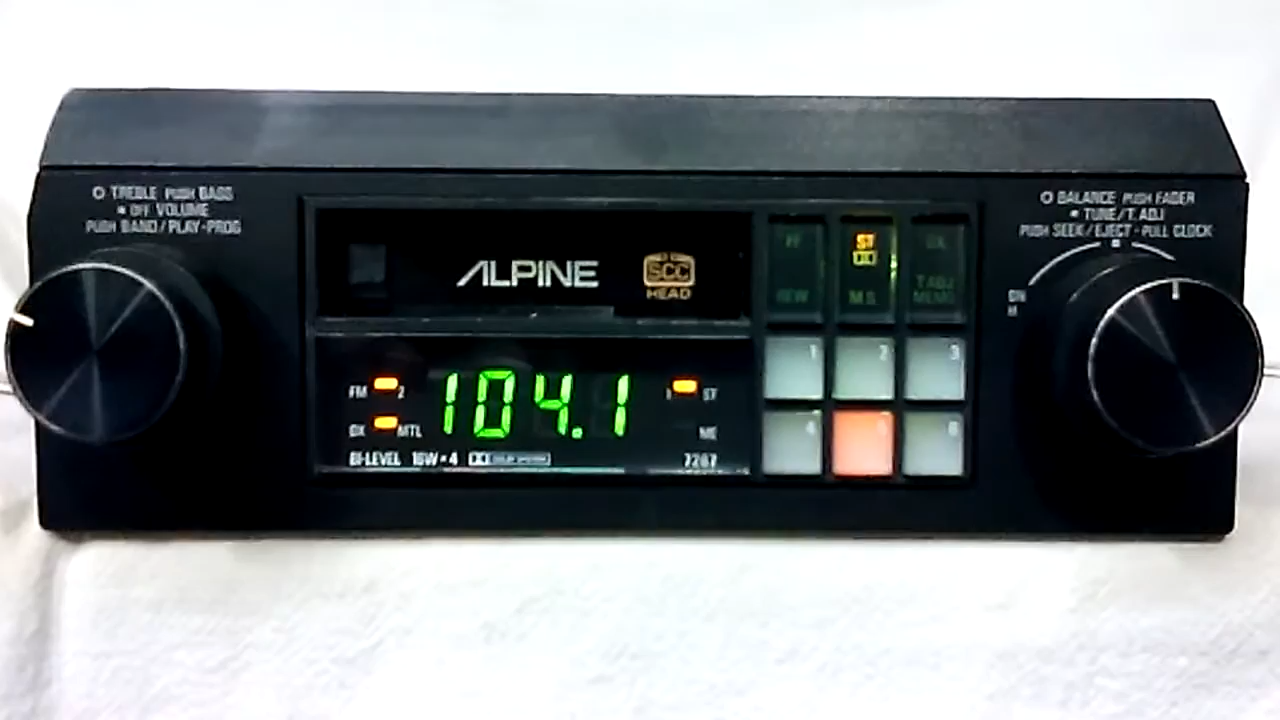 TREBLE PUSH BASS
OFF VOLUME
PUSH BAND/PLAY-PROG
ALPINE
SCC
HEAD
FF
REW
ST
M.S.
DX
T.ADJ
MEMO
BALANCE PUSH FADER
TUNE/T.ADJ
PUSH SEEK/EJECT-PULL CLOCK
1
2
3
4
6
FM 2
104.1
1 ST
DX MTL
ME
BI-LEVEL 16W×4
7267